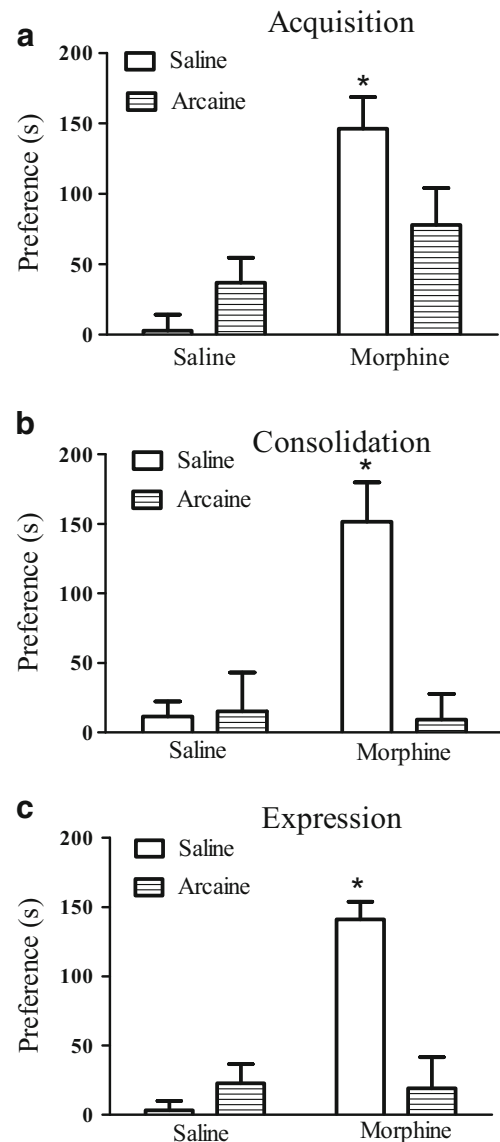 a
Acquisition
Saline
Arcaine
Preference (s)
200
150
100
50
0
*
Saline Morphine
b
Consolidation
Saline
Arcaine
Preference (s)
200
150
100
50
0
*
Saline Morphine
c
Expression
Saline
Arcaine
Preference (s)
200
150
100
50
0
*
Saline Morphine